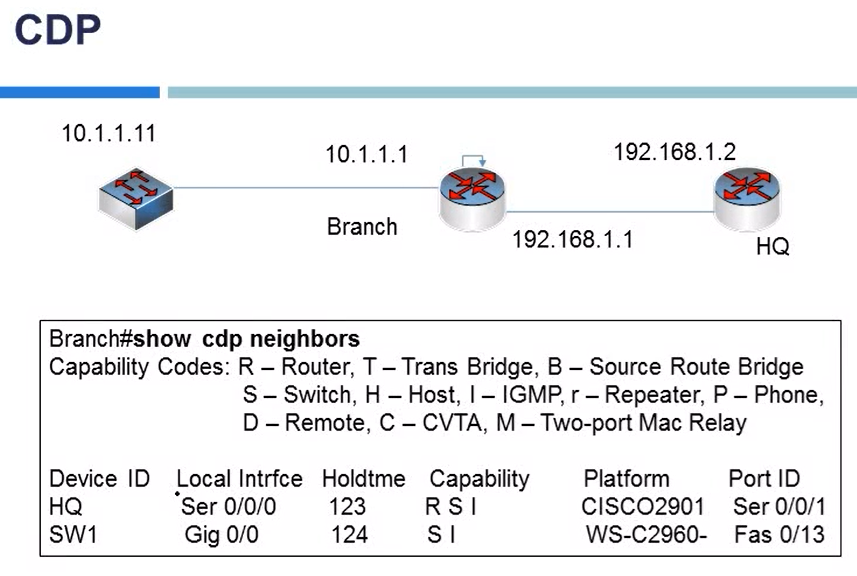 CDP
10.1.1.11
10.1.1.1
192.168.1.2
Branch
192.168.1.1
HQ
Branch#show cdp neighbors
Capability Codes: R – Router, T – Trans Bridge, B – Source Route Bridge
S – Switch, H – Host, I – IGMP, r – Repeater, P – Phone,
D – Remote, C – CVTA, M – Two-port Mac Relay
Device ID Local Intrfce Holdtme Capability Platform Port ID
HQ Ser 0/0/0 123 R S I CISCO2901 Ser 0/0/1
SW1 Gig 0/0 124 S I WS-C2960- Fas 0/13